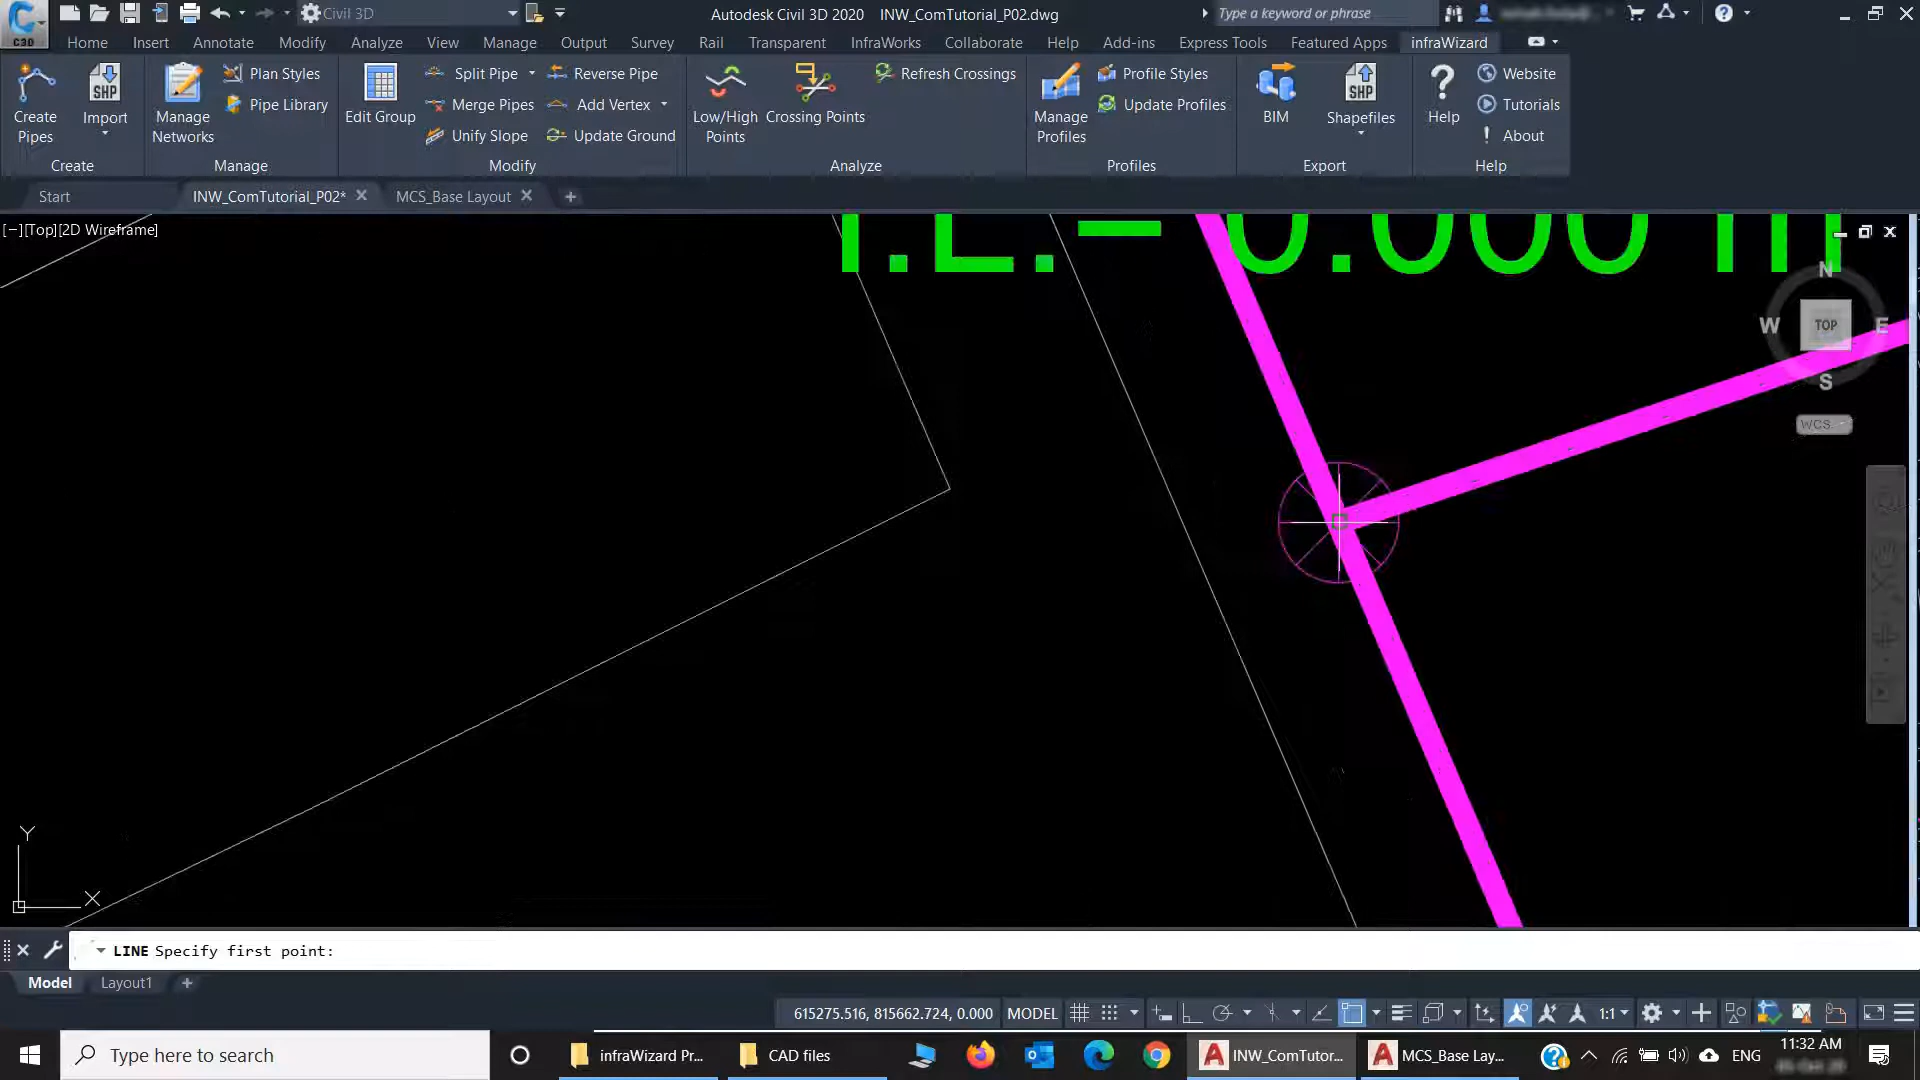 C3D
Civil 3D
Autodesk Civil 3D 2020 INW_ComTutorial_P02.dwg
Type a keyword or phrase
Home Insert Annotate Modify Analyze View Manage Output Survey Rail Transparent InfraWorks Collaborate Help Add-ins Express Tools Featured Apps infraWizard
Create Pipes
SHP
Import
Manage Networks
Plan Styles
Pipe Library
Edit Group
Split Pipe
Reverse Pipe
Merge Pipes
Add Vertex
Unify Slope
Update Ground
Low/High Points
Crossing Points
Refresh Crossings
Manage Profiles
Profile Styles
Update Profiles
BIM
SHP
Shapefiles
Help
Website
Tutorials
About
Create Manage Modify Analyze Profiles Export Help
Start INW_ComTutorial_P02* MCS_Base Layout
[−][Top][2D Wireframe]
I.L.= 0.000 m
N
W TOP E
S
WCS
Y
X
LINE Specify first point:
Model Layout1
615275.516, 815662.724, 0.000 MODEL 1:1
Type here to search
infraWizard Pr...
CAD files
INW_ComTutor...
MCS_Base Lay...
ENG
11:32 AM